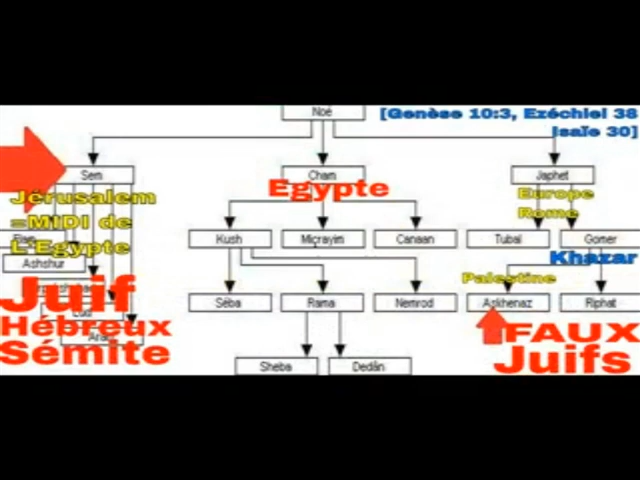 Noé
[Genèse 10:3, Ezéchiel 38
Isaïe 30]
Sem
Cham
Japhet
Egypte
Jérusalem
=MIDI de
L'Egypte
Europe
Rome
Kush
Miçrayim
Canaan
Tubal
Gomer
Ashshur
Khazar
Palestine
Juif
Hébreux
Sémite
Séba
Rama
Nemrod
Ashkenaz
Riphat
FAUX
Juifs
Sheba
Dedân